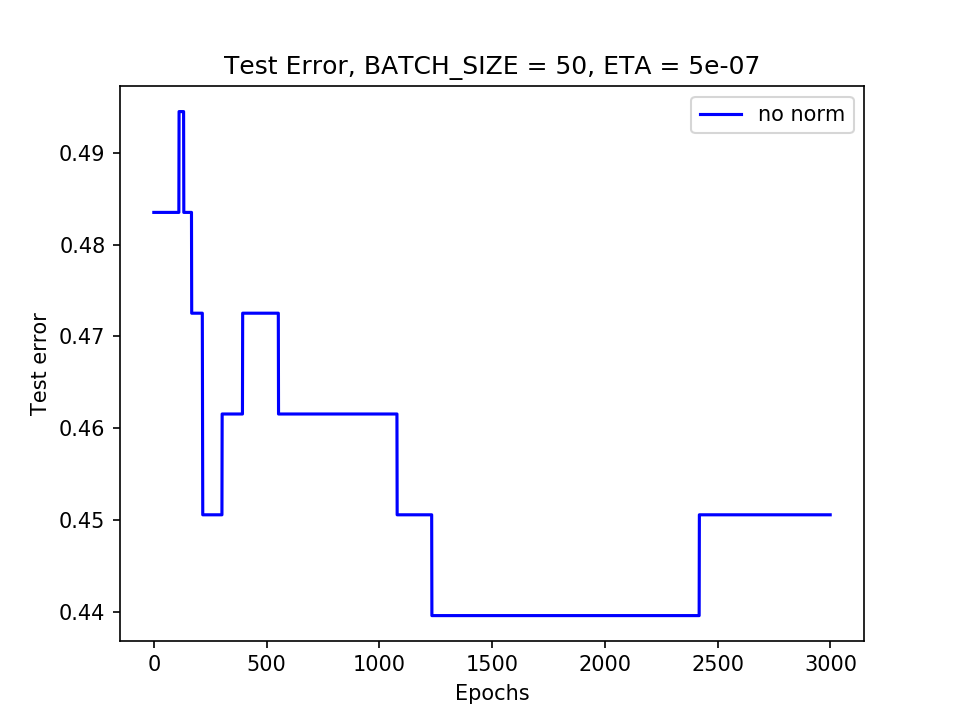 Test Error, BATCH_SIZE = 50, ETA = 5e-07
no norm
0.49
0.48
0.47
0.46
0.45
0.44
Test error
0 500 1000 1500 2000 2500 3000
Epochs